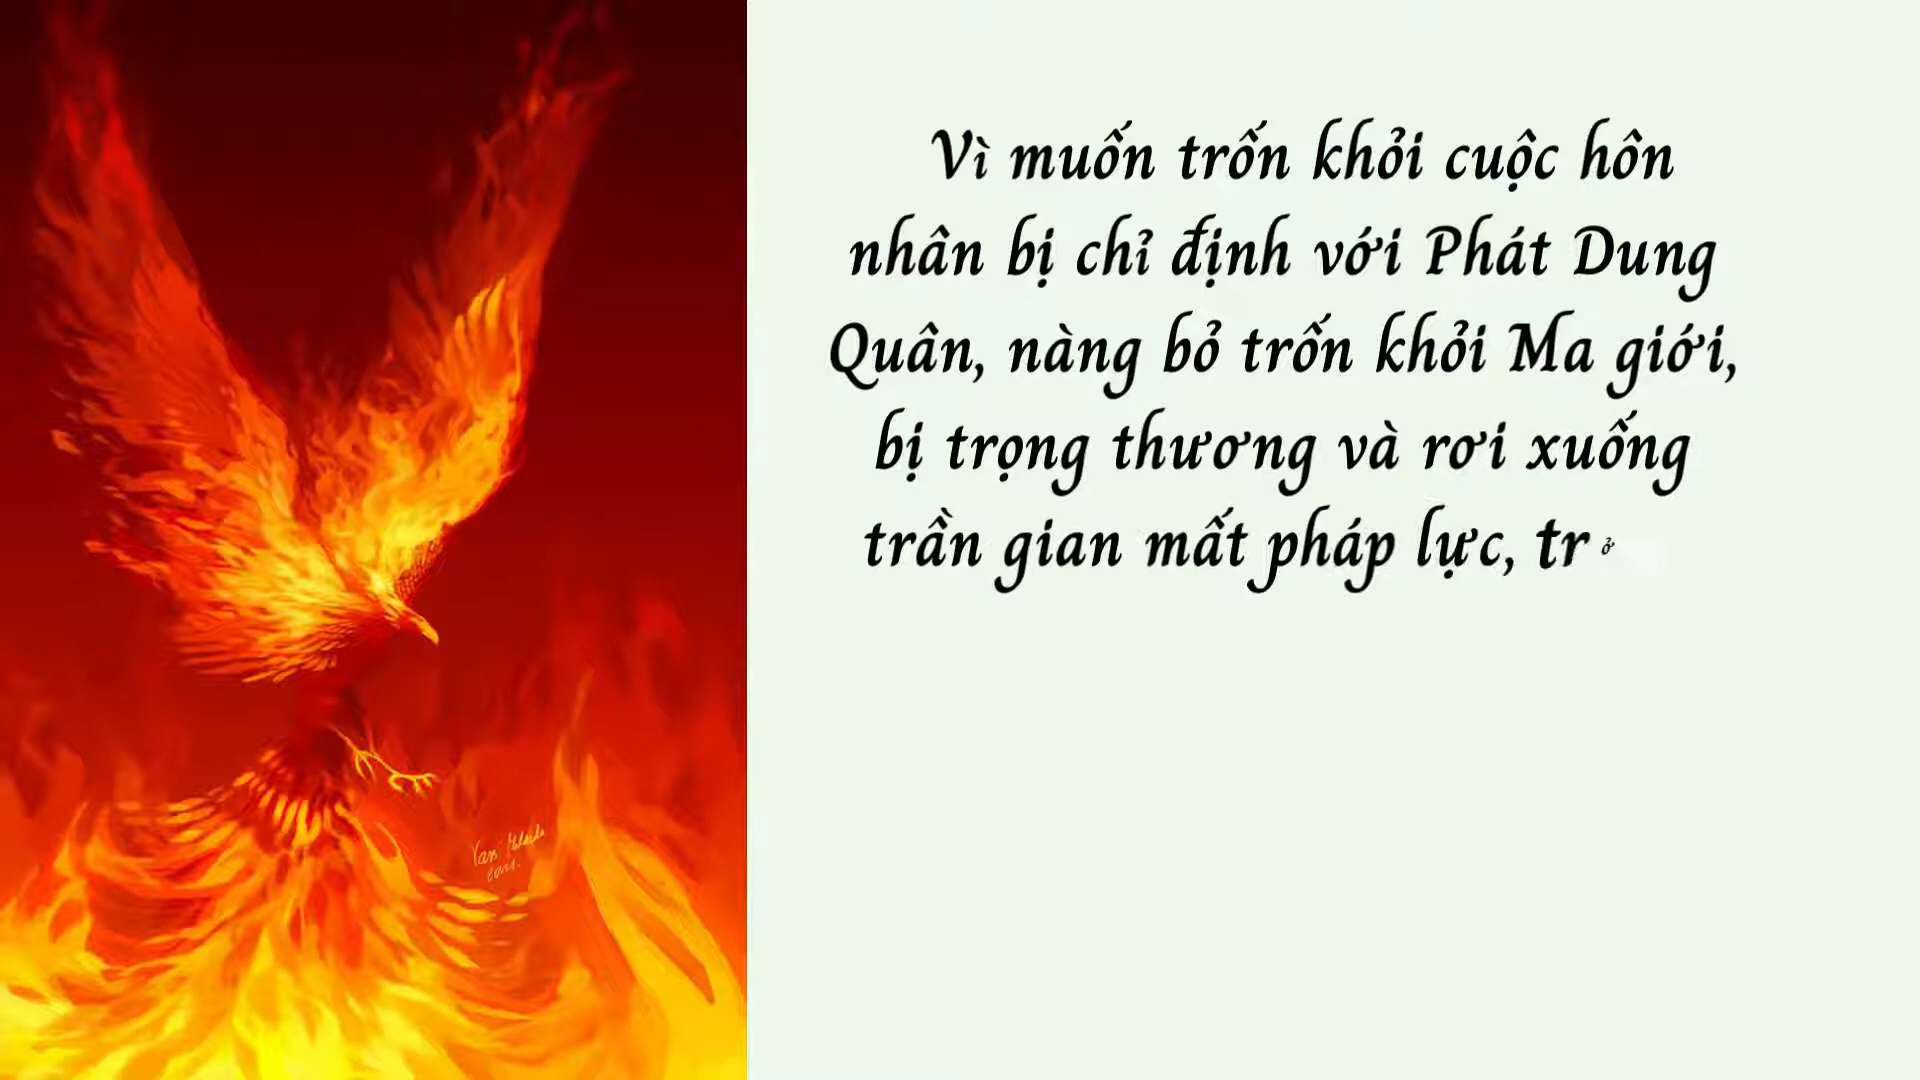 Vì muốn trốn khỏi cuộc hôn
nhân bị chỉ định với Phát Dung
Quân, nàng bỏ trốn khỏi Ma giới,
bị trọng thương và rơi xuống
trần gian mất pháp lực, trở